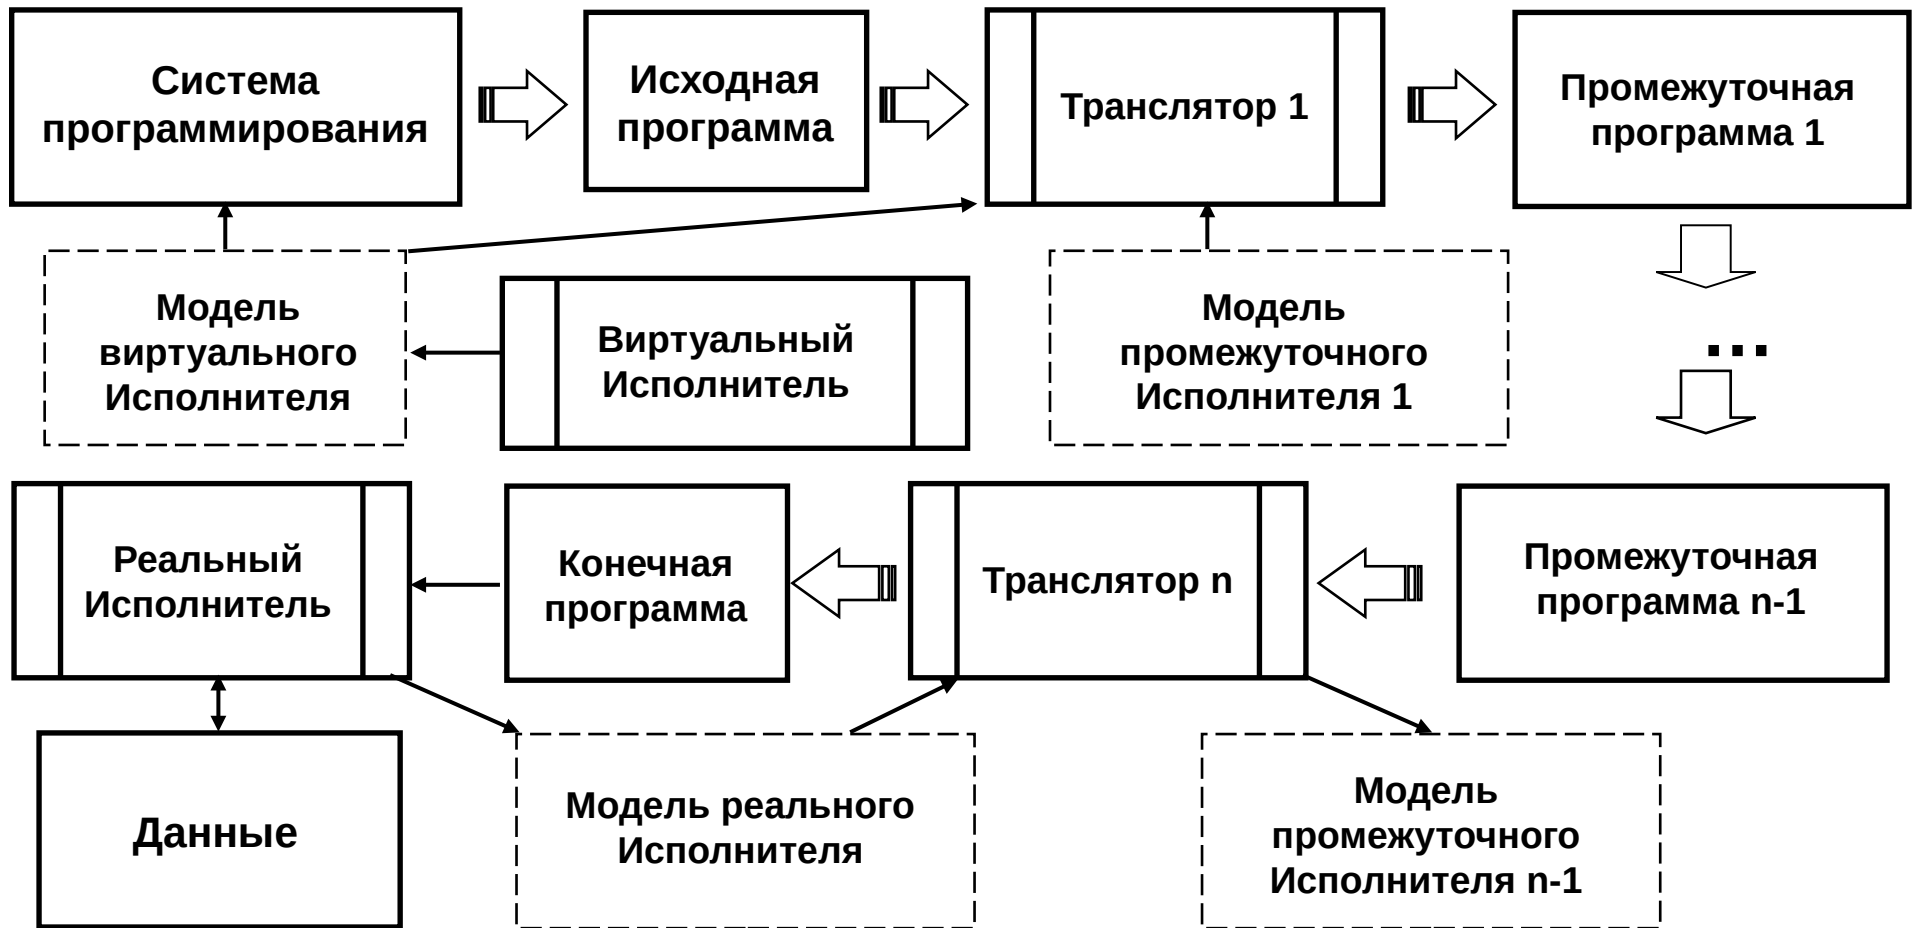 Система
программирования
Исходная
программа
Транслятор 1
Промежуточная
программа 1
Модель
виртуального
Исполнителя
Виртуальный
Исполнитель
Модель
промежуточного
Исполнителя 1
...
Реальный
Исполнитель
Конечная
программа
Транслятор n
Промежуточная
программа n-1
Данные
Модель реального
Исполнителя
Модель
промежуточного
Исполнителя n-1